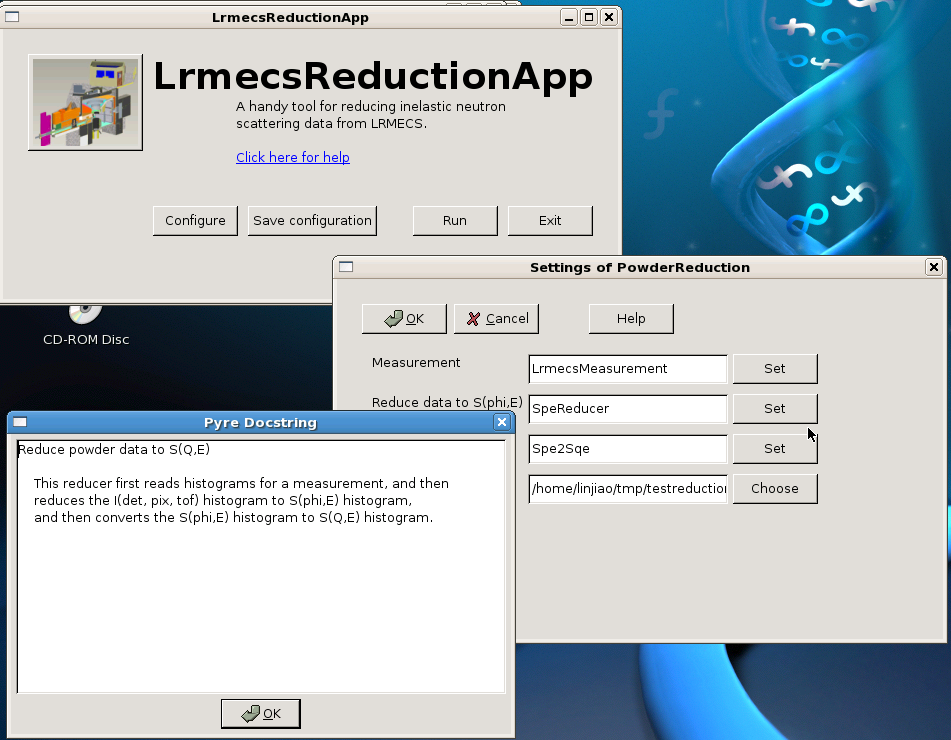 LrmecsReductionApp
LrmecsReductionApp
A handy tool for reducing inelastic neutron
scattering data from LRMECS.
Click here for help
Configure
Save configuration
Run
Exit
CD-ROM Disc
Settings of PowderReduction
OK
Cancel
Help
Measurement
LrmecsMeasurement
Set
Reduce data to S(phi,E)
SpeReducer
Set
Spe2Sqe
Set
/home/linjiao/tmp/testreduction
Choose
Pyre Docstring
Reduce powder data to S(Q,E)
This reducer first reads histograms for a measurement, and then
reduces the I(det, pix, tof) histogram to S(phi,E) histogram,
and then converts the S(phi,E) histogram to S(Q,E) histogram.
OK